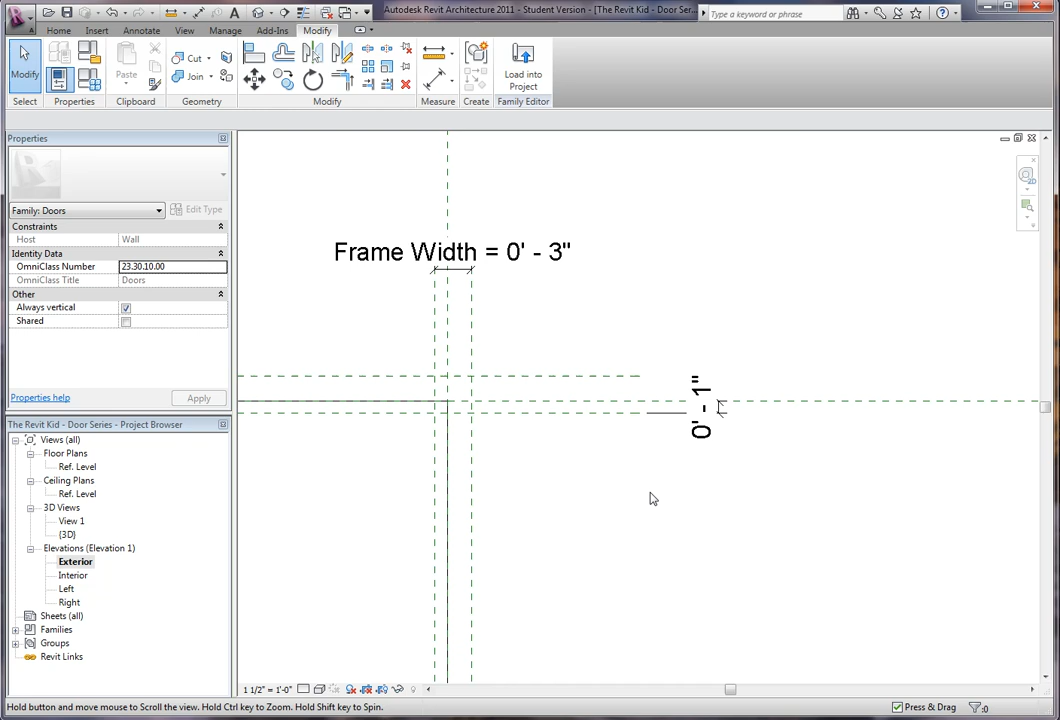 Autodesk Revit Architecture 2011 - Student Version - [The Revit Kid - Door Ser...
Type a keyword or phrase
Home Insert Annotate View Manage Add-Ins Modify
Modify Paste Cut Join Load into Project
Select Properties Clipboard Geometry Modify Measure Create Family Editor
Properties
Family: Doors Edit Type
Constraints
Host Wall
Identity Data
OmniClass Number 23.30.10.00
OmniClass Title Doors
Other
Always vertical
Shared
Properties help Apply
The Revit Kid - Door Series - Project Browser
Views (all)
Floor Plans
Ref. Level
Ceiling Plans
Ref. Level
3D Views
View 1
{3D}
Elevations (Elevation 1)
Exterior
Interior
Left
Right
Sheets (all)
Families
Groups
Revit Links
Frame Width = 0' - 3"
0' - 1"
2D
1 1/2" = 1'-0"
Hold button and move mouse to Scroll the view. Hold Ctrl key to Zoom. Hold Shift key to Spin.
Press & Drag :0